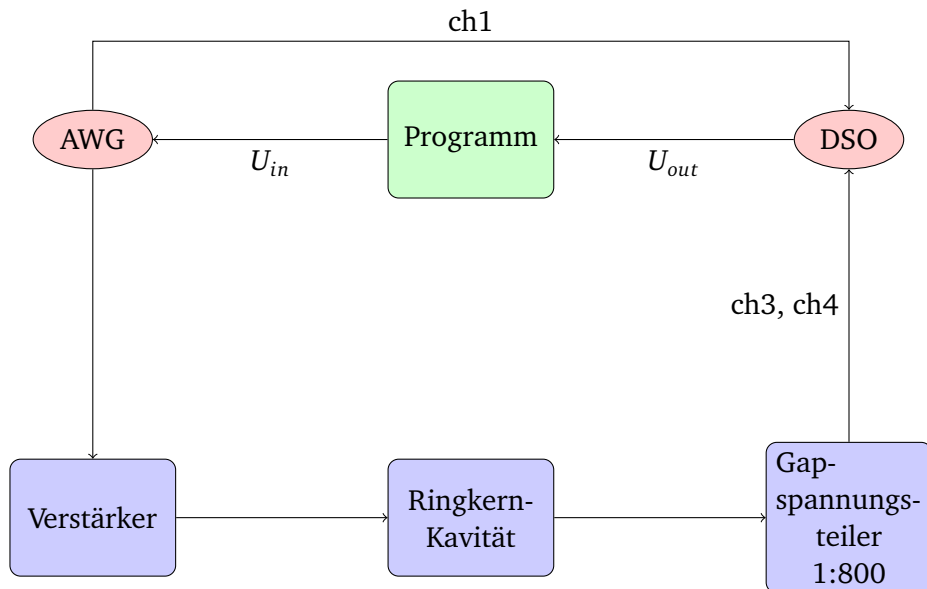 ch1
AWG
Programm
DSO
U_in
U_out
ch3, ch4
Verstärker
Ringkern-
Kavität
Gap-
spannungs-
teiler
1:800